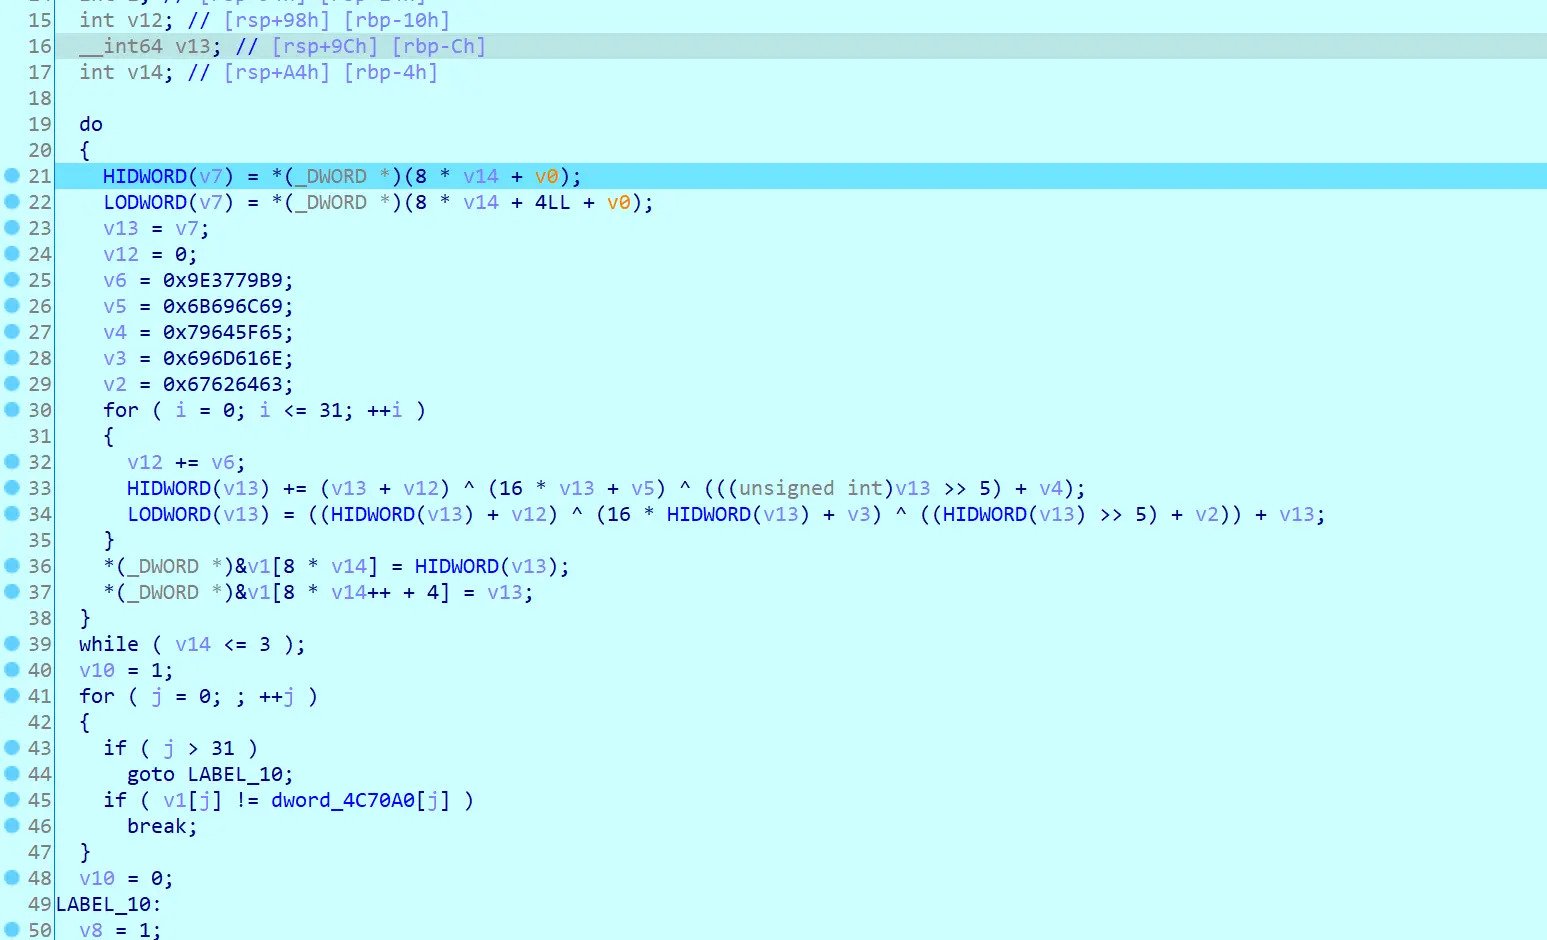 15 int v12; // [rsp+98h] [rbp-10h]
16 __int64 v13; // [rsp+9Ch] [rbp-Ch]
17 int v14; // [rsp+A4h] [rbp-4h]
18
19 do
20 {
21 HIDWORD(v7) = *(_DWORD *)(8 * v14 + v0);
22 LODWORD(v7) = *(_DWORD *)(8 * v14 + 4LL + v0);
23 v13 = v7;
24 v12 = 0;
25 v6 = 0x9E3779B9;
26 v5 = 0x6B696C69;
27 v4 = 0x79645F65;
28 v3 = 0x696D616E;
29 v2 = 0x67626463;
30 for ( i = 0; i <= 31; ++i )
31 {
32 v12 += v6;
33 HIDWORD(v13) += (v13 + v12) ^ (16 * v13 + v5) ^ (((unsigned int)v13 >> 5) + v4);
34 LODWORD(v13) = ((HIDWORD(v13) + v12) ^ (16 * HIDWORD(v13) + v3) ^ ((HIDWORD(v13) >> 5) + v2)) + v13;
35 }
36 *(_DWORD *)&v1[8 * v14] = HIDWORD(v13);
37 *(_DWORD *)&v1[8 * v14++ + 4] = v13;
38 }
39 while ( v14 <= 3 );
40 v10 = 1;
41 for ( j = 0; ; ++j )
42 {
43 if ( j > 31 )
44 goto LABEL_10;
45 if ( v1[j] != dword_4C70A0[j] )
46 break;
47 }
48 v10 = 0;
49 LABEL_10:
50 v8 = 1;